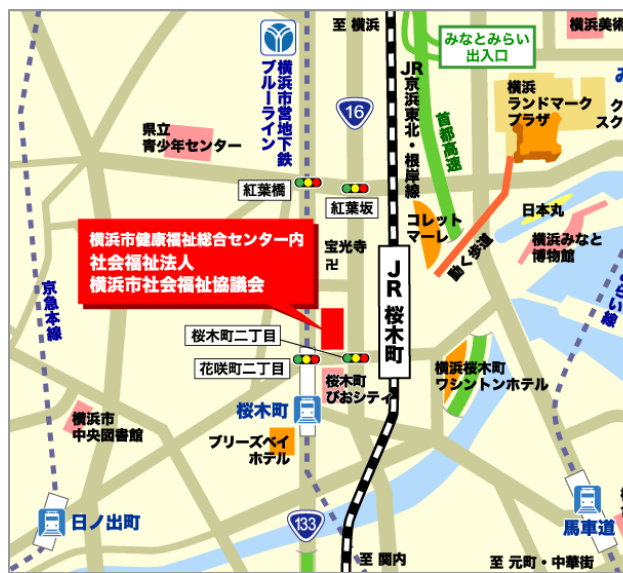 至 横浜
みなとみらい
出入口
横浜美術
横浜市営地下鉄
ブルーライン
16
JR京浜東北・根岸線
首都高速
横浜
ランドマーク
プラザ
み
ク
スク
県立
青少年センター
紅葉橋
紅葉坂
コレット
マーレ
動く歩道
日本丸
横浜みなと
博物館
横浜市健康福祉総合センター内
社会福祉法人
横浜市社会福祉協議会
宝光寺
卍
JR 桜木町
京急本線
らい線
桜木町二丁目
花咲町二丁目
桜木町
ぴおシティ
横浜桜木町
ワシントンホテル
桜木町
横浜市
中央図書館
ブリーズベイ
ホテル
日ノ出町
133
馬車道
至 関内
至 元町・中華街